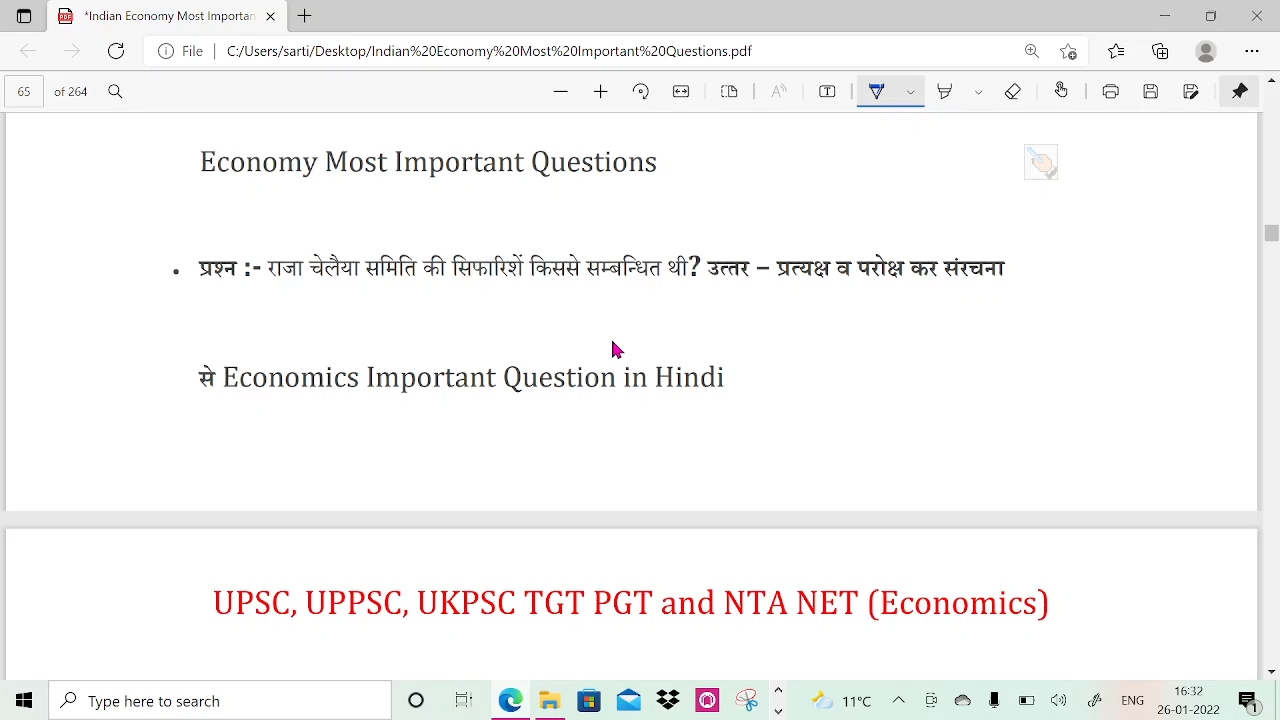 *Indian Economy Most Importan
File C:/Users/sarti/Desktop/Indian%20Economy%20Most%20Important%20Questions.pdf
65 of 264
Economy Most Important Questions
• प्रश्न :- राजा चेलैया समिति की सिफारिशें किससे सम्बन्धित थी? उत्तर – प्रत्यक्ष व परोक्ष कर संरचना
से Economics Important Question in Hindi
UPSC, UPPSC, UKPSC TGT PGT and NTA NET (Economics)
Type here to search
11°C
ENG
16:32
26-01-2022
1